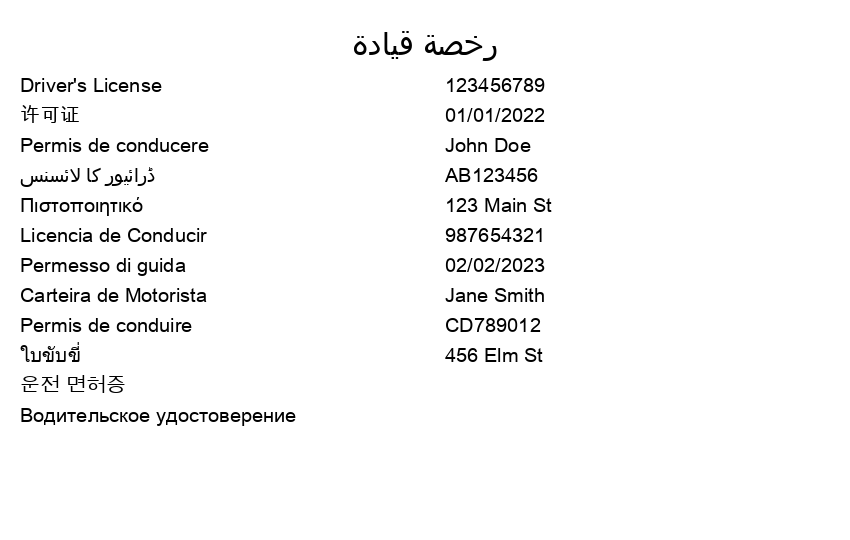 رخصة قيادة
Driver's License 123456789
许可证 01/01/2022
Permis de conducere John Doe
ڈرائیور کا لائسنس AB123456
Πιστοποιητικό 123 Main St
Licencia de Conducir 987654321
Permesso di guida 02/02/2023
Carteira de Motorista Jane Smith
Permis de conduire CD789012
ใบขับขี่ 456 Elm St
운전 면허증
Водительское удостоверение